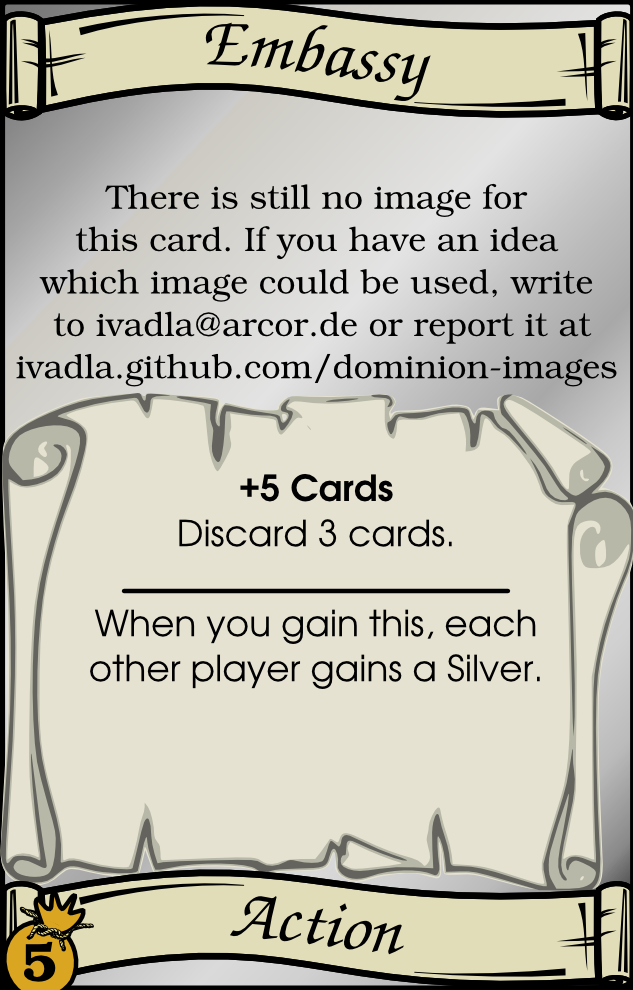 Embassy
There is still no image for
this card. If you have an idea
which image could be used, write
to ivadla@arcor.de or report it at
ivadla.github.com/dominion-images
+5 Cards
Discard 3 cards.
When you gain this, each
other player gains a Silver.
Action
5